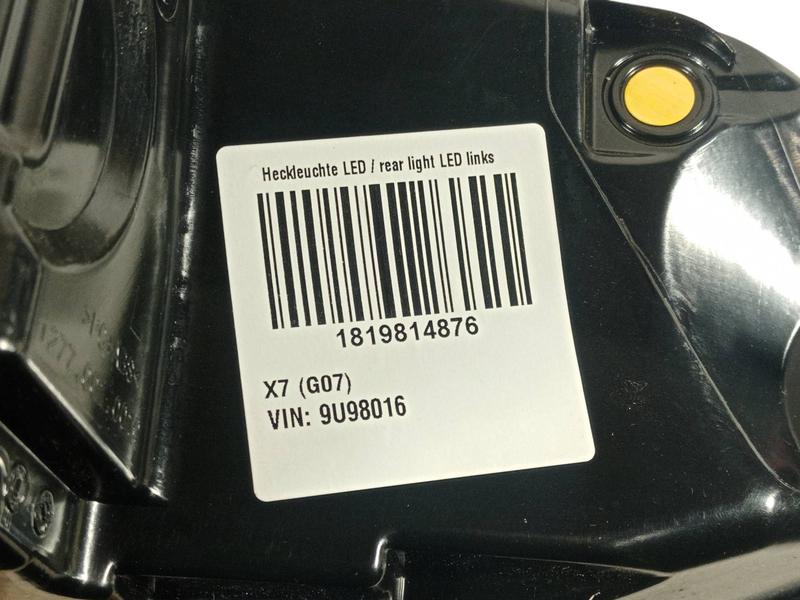 Heckleuchte LED / rear light LED links
1819814876
X7 (G07)
VIN: 9U98016